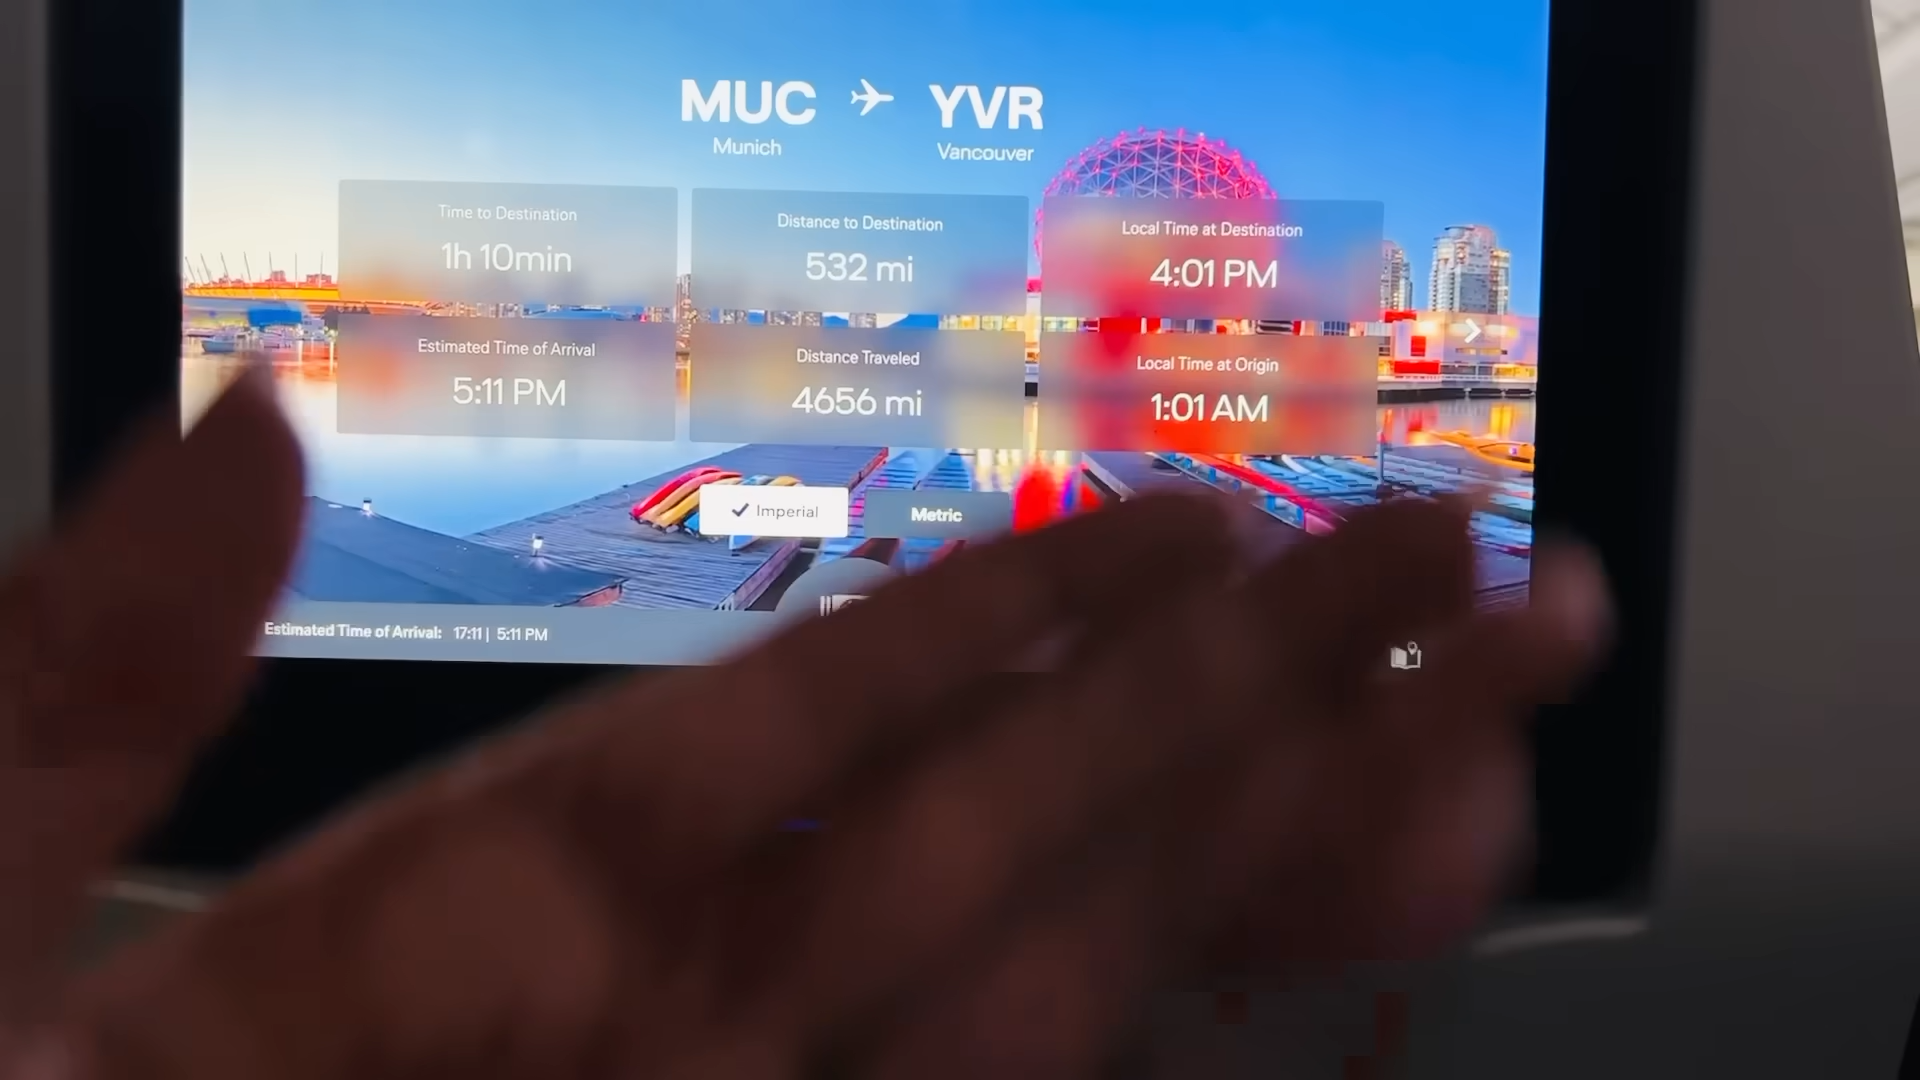 MUC YVR
Munich Vancouver
Time to Destination
1h 10min
Distance to Destination
532 mi
Local Time at Destination
4:01 PM
Estimated Time of Arrival
5:11 PM
Distance Traveled
4656 mi
Local Time at Origin
1:01 AM
Imperial Metric
Estimated Time of Arrival: 17:11 | 5:11 PM